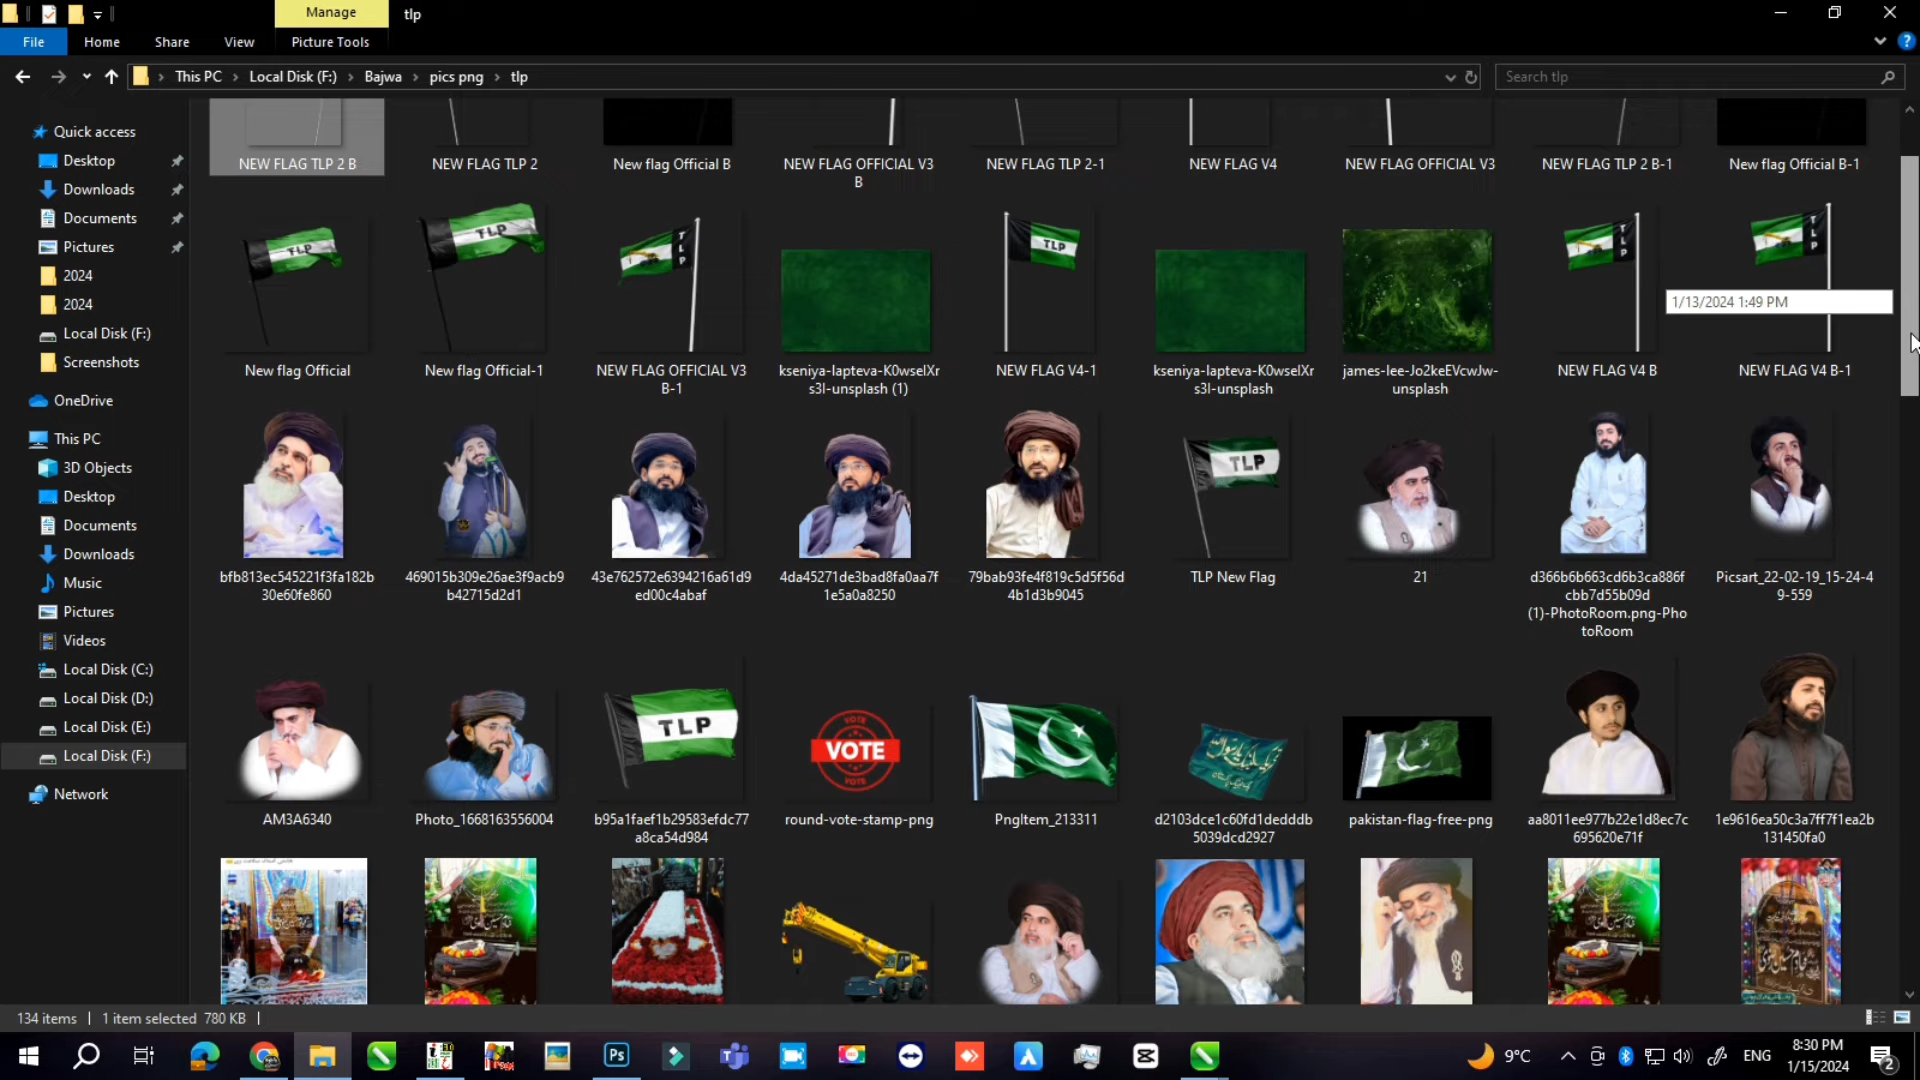 Manage
tlp
File
Home
Share
View
Picture Tools
This PC
Local Disk (F:)
Bajwa
pics png
tlp
Search tlp
Quick access
Desktop
Downloads
Documents
Pictures
2024
2024
Local Disk (F:)
Screenshots
OneDrive
This PC
3D Objects
Desktop
Documents
Downloads
Music
Pictures
Videos
Local Disk (C:)
Local Disk (D:)
Local Disk (E:)
Local Disk (F:)
Network
NEW FLAG TLP 2 B
NEW FLAG TLP 2
New flag Official B
NEW FLAG OFFICIAL V3
B
NEW FLAG TLP 2-1
NEW FLAG V4
NEW FLAG OFFICIAL V3
NEW FLAG TLP 2 B-1
New flag Official B-1
TLP
TLP
TLP
TLP
TLP
TLP
1/13/2024 1:49 PM
New flag Official
New flag Official-1
NEW FLAG OFFICIAL V3
B-1
kseniya-lapteva-K0wselXr
s3I-unsplash (1)
NEW FLAG V4-1
kseniya-lapteva-K0wselXr
s3I-unsplash
james-lee-Jo2keEVcwJw-
unsplash
NEW FLAG V4 B
NEW FLAG V4 B-1
TLP
bfb813ec545221f3fa182b
30e60fe860
469015b309e26ae3f9acb9
b42715d2d1
43e762572e6394216a61d9
ed00c4abaf
4da45271de3bad8fa0aa7f
1e5a0a8250
79bab93fe4f819c5d5f56d
4b1d3b9045
TLP New Flag
21
d366b6b663cd6b3ca886f
cbb7d55b09d
(1)-PhotoRoom.png-Pho
toRoom
Picsart_22-02-19_15-24-4
9-559
TLP
VOTE
VOTE
VOTE
AM3A6340
Photo_1668163556004
b95a1faef1b29583efdc77
a8ca54d984
round-vote-stamp-png
PngItem_213311
d2103dce1c60fd1dedddb
5039dcd2927
pakistan-flag-free-png
aa8011ee977b22e1d8ec7c
695620e71f
1e9616ea50c3a7ff7f1ea2b
131450fa0
134 items
1 item selected 780 KB
Ps
9°C
ENG
8:30 PM
1/15/2024
2